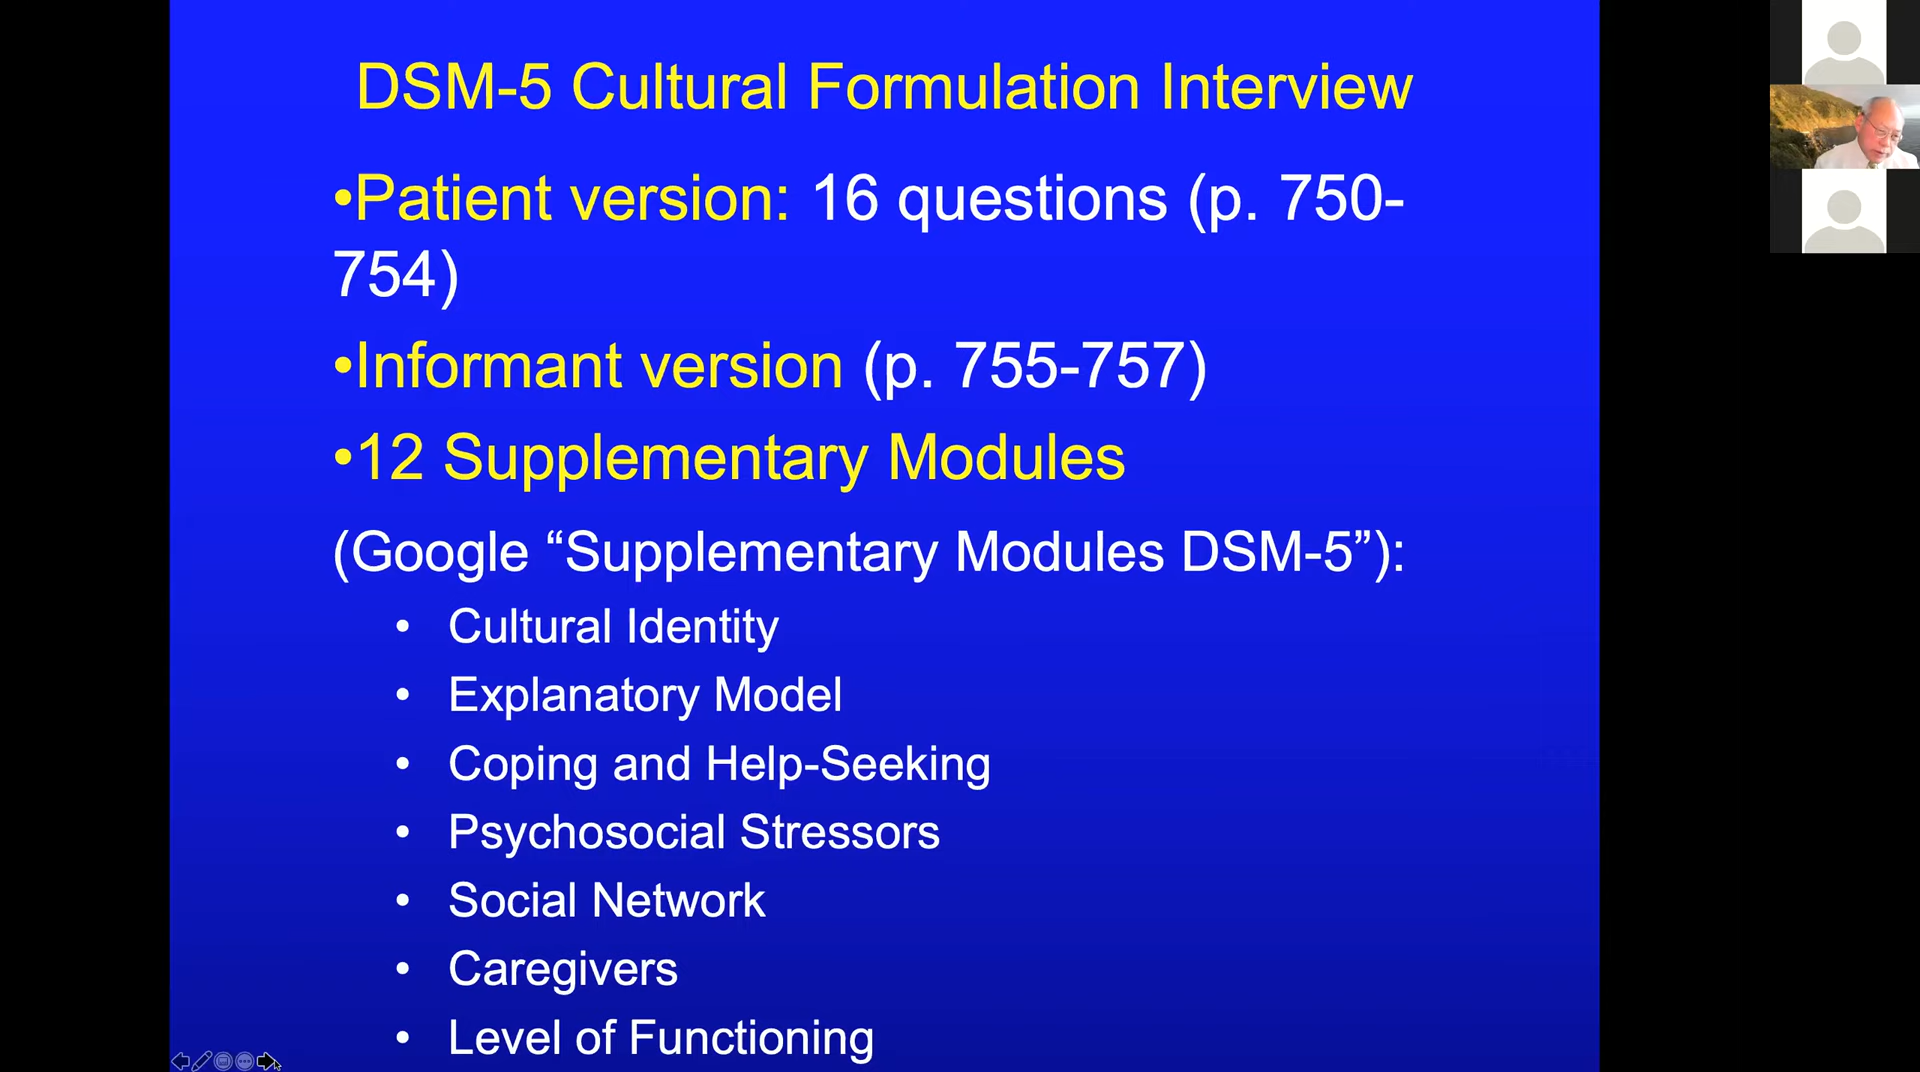 DSM-5 Cultural Formulation Interview
•Patient version: 16 questions (p. 750-
754)
•Informant version (p. 755-757)
•12 Supplementary Modules
(Google “Supplementary Modules DSM-5”):
• Cultural Identity
• Explanatory Model
• Coping and Help-Seeking
• Psychosocial Stressors
• Social Network
• Caregivers
• Level of Functioning